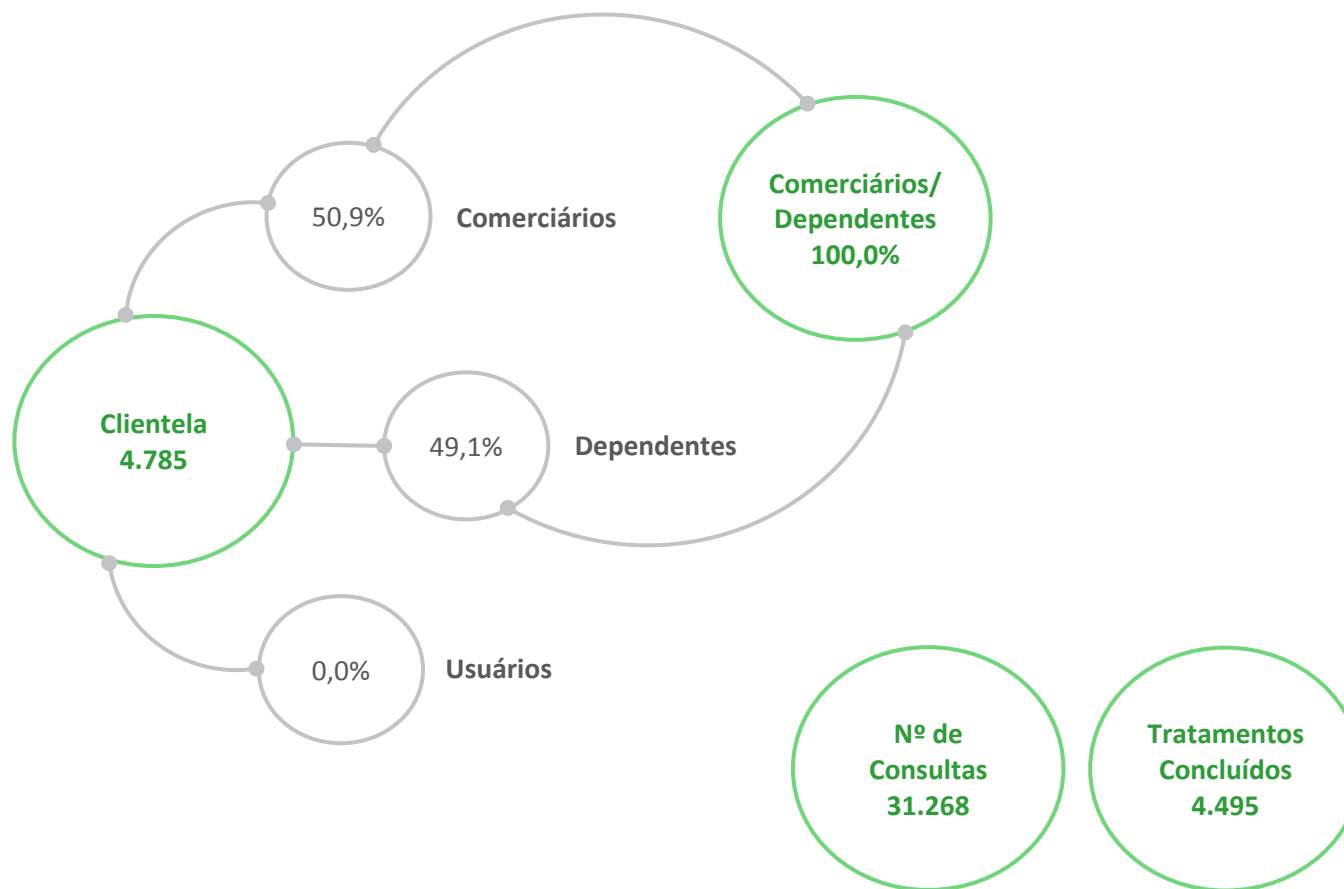 50,9%
Comerciários
Comerciários/
Dependentes
100,0%
Clientela
4.785
49,1%
Dependentes
0,0%
Usuários
Nº de
Consultas
31.268
Tratamentos
Concluídos
4.495